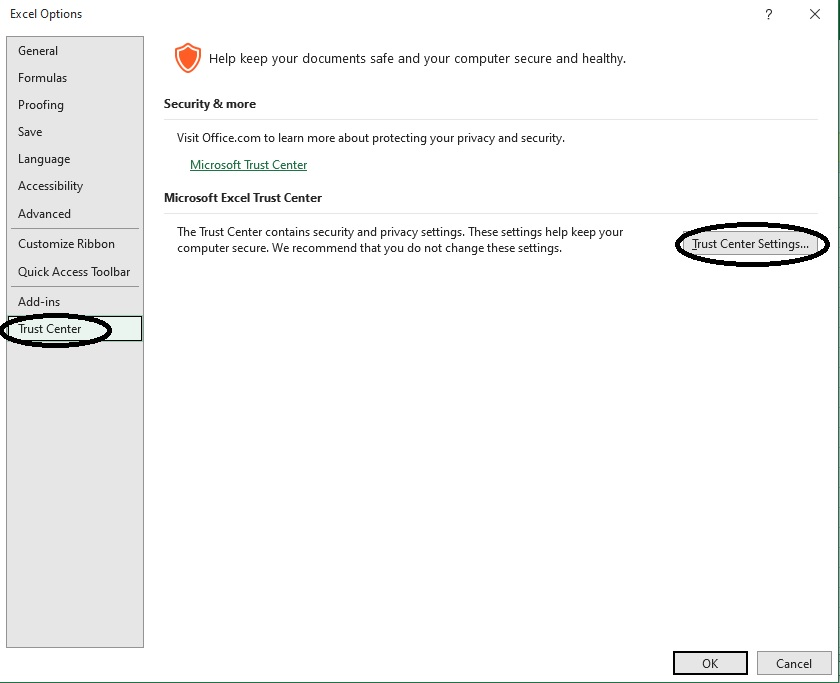 Excel Options
?
General
Formulas
Proofing
Save
Language
Accessibility
Advanced
Customize Ribbon
Quick Access Toolbar
Add-ins
Trust Center
Help keep your documents safe and your computer secure and healthy.
Security & more
Visit Office.com to learn more about protecting your privacy and security.
Microsoft Trust Center
Microsoft Excel Trust Center
The Trust Center contains security and privacy settings. These settings help keep your
computer secure. We recommend that you do not change these settings.
Trust Center Settings...
OK
Cancel